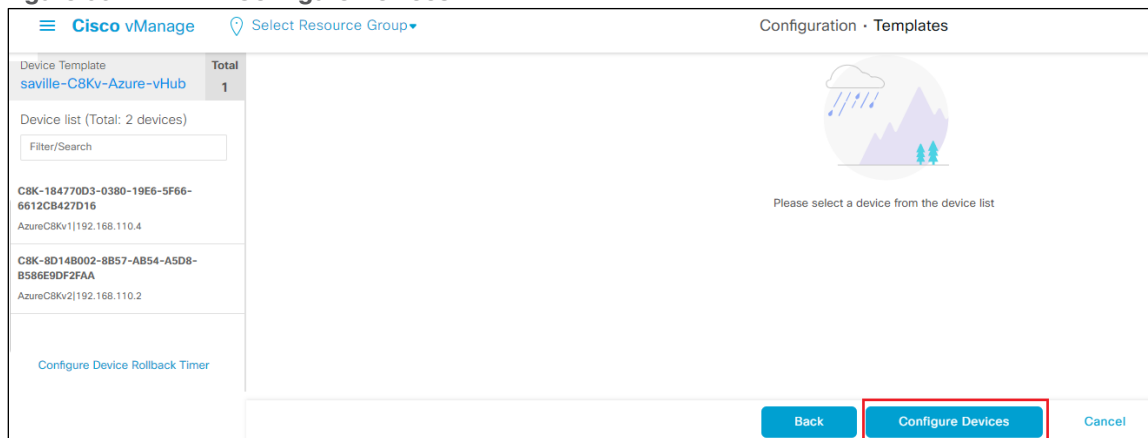 Cisco vManage
Select Resource Group
Configuration · Templates
Device Template
Total
saville-C8Kv-Azure-vHub
1
Device list (Total: 2 devices)
Filter/Search
C8K-184770D3-0380-19E6-5F66-
6612CB427D16
AzureC8Kv1|192.168.110.4
C8K-8D14B002-8B57-AB54-A5D8-
B586E9DF2FAA
AzureC8Kv2|192.168.110.2
Configure Device Rollback Timer
Please select a device from the device list
Back
Configure Devices
Cancel